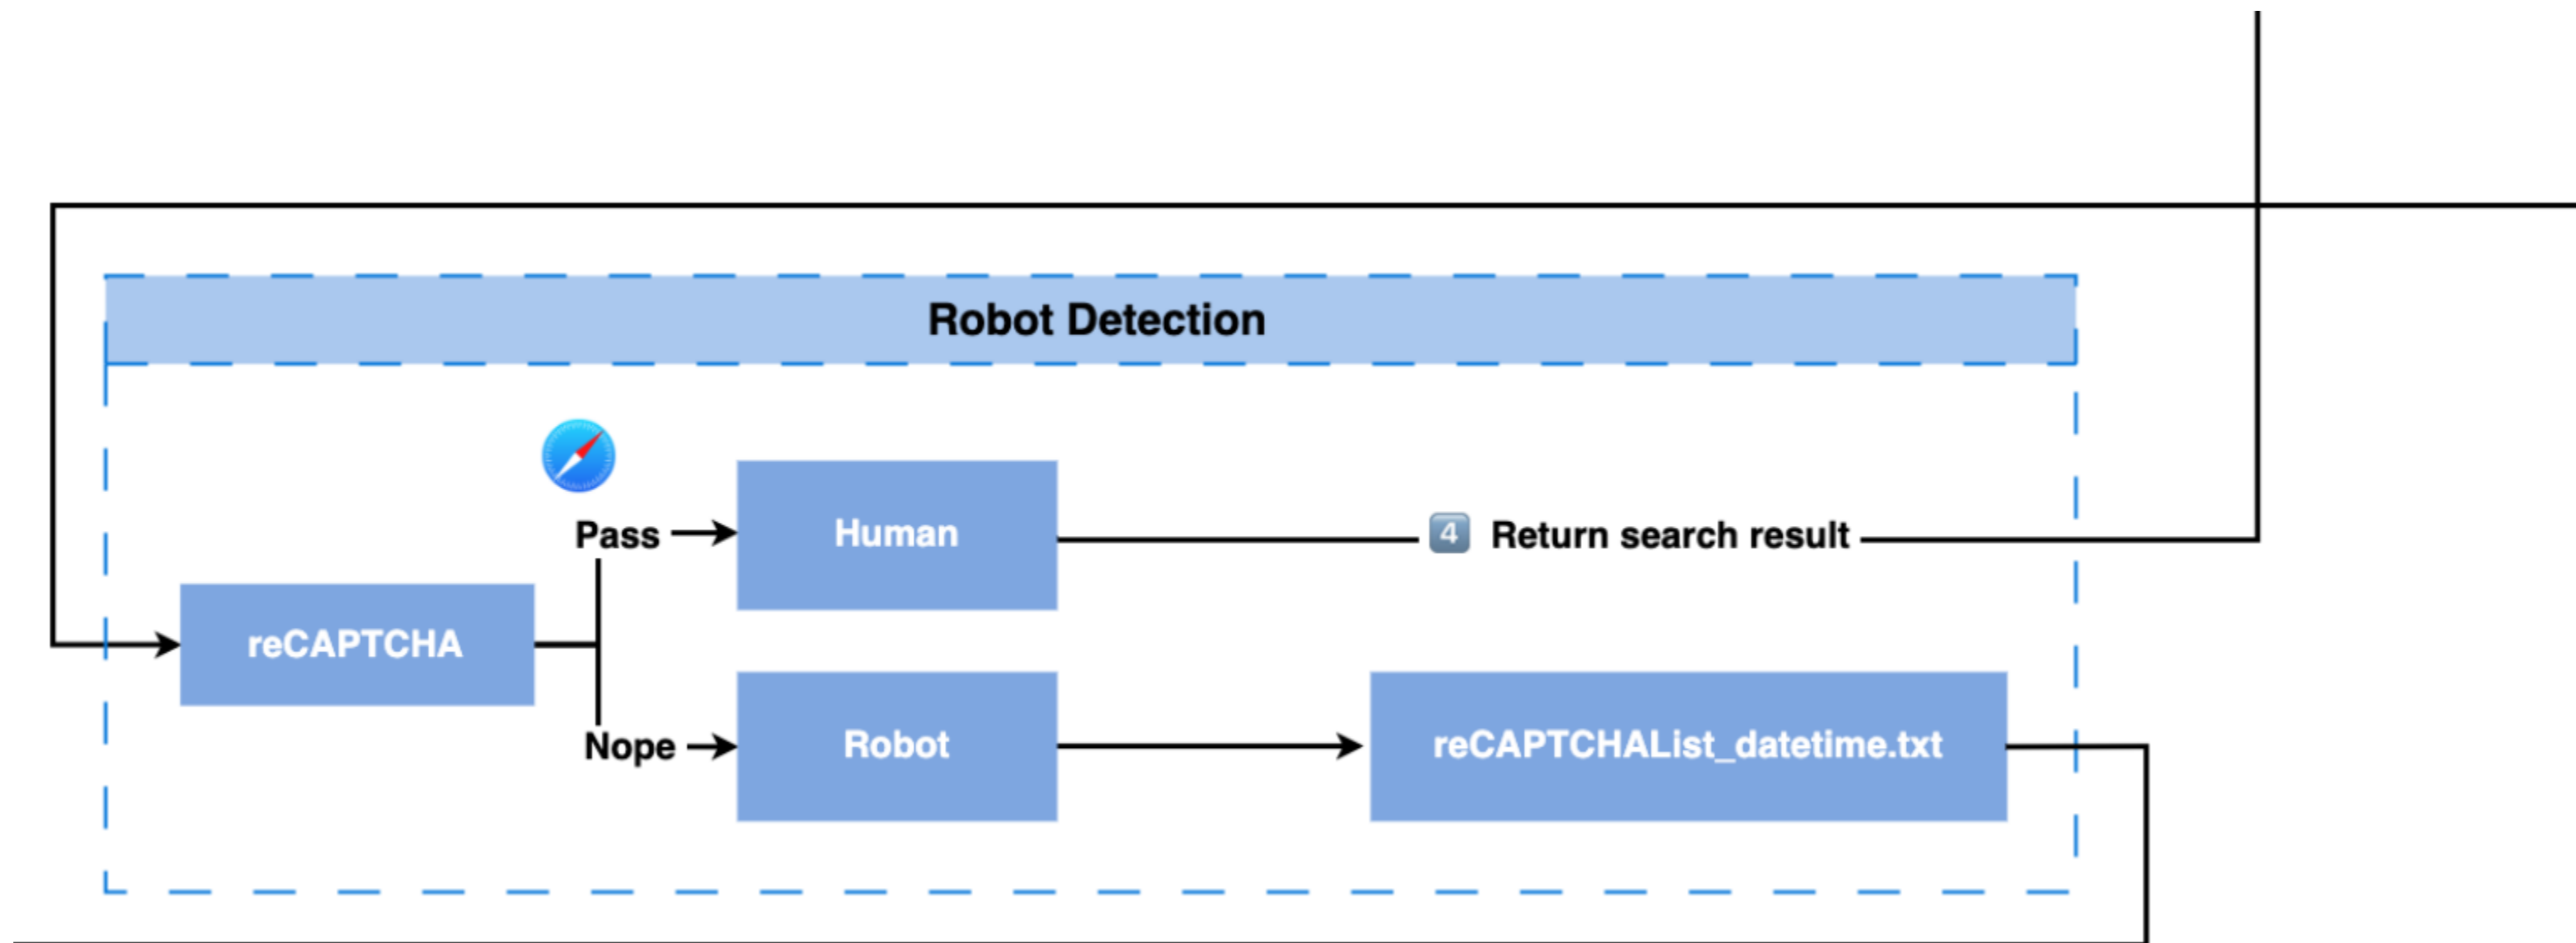 Robot Detection
Pass
Human
4 Return search result
reCAPTCHA
Nope
Robot
reCAPTCHAList_datetime.txt